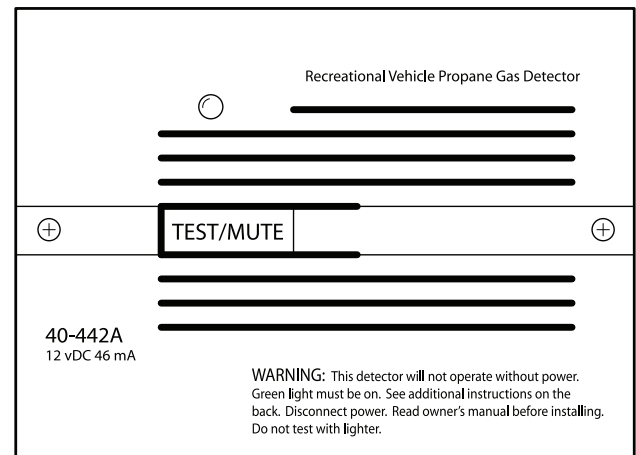 Recreational Vehicle Propane Gas Detector
TEST/MUTE
40-442A
12 vDC 46 mA
WARNING: This detector will not operate without power.
Green light must be on. See additional instructions on the
back. Disconnect power. Read owner's manual before installing.
Do not test with lighter.